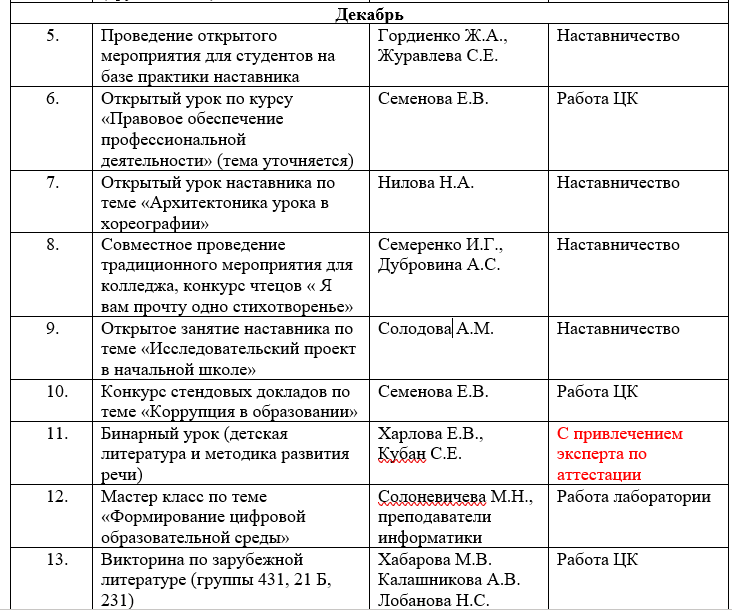 Декабрь
5. Проведение открытого мероприятия для студентов на базе практики наставника Гордиенко Ж.А., Журавлева С.Е. Наставничество
6. Открытый урок по курсу «Правовое обеспечение профессиональной деятельности» (тема уточняется) Семенова Е.В. Работа ЦК
7. Открытый урок наставника по теме «Архитектоника урока в хореографии» Нилова Н.А. Наставничество
8. Совместное проведение традиционного мероприятия для колледжа, конкурс чтецов « Я вам прочту одно стихотворенье» Семеренко И.Г., Дубровина А.С. Наставничество
9. Открытое занятие наставника по теме «Исследовательский проект в начальной школе» Солодова А.М. Наставничество
10. Конкурс стендовых докладов по теме «Коррупция в образовании» Семенова Е.В. Работа ЦК
11. Бинарный урок (детская литература и методика развития речи) Харлова Е.В., Кубан С.Е. С привлечением эксперта по аттестации
12. Мастер класс по теме «Формирование цифровой образовательной среды» Солоневичева М.Н., преподаватели информатики Работа лаборатории
13. Викторина по зарубежной литературе (группы 431, 21 Б, 231) Хабарова М.В. Калашникова А.В. Лобанова Н.С. Работа ЦК